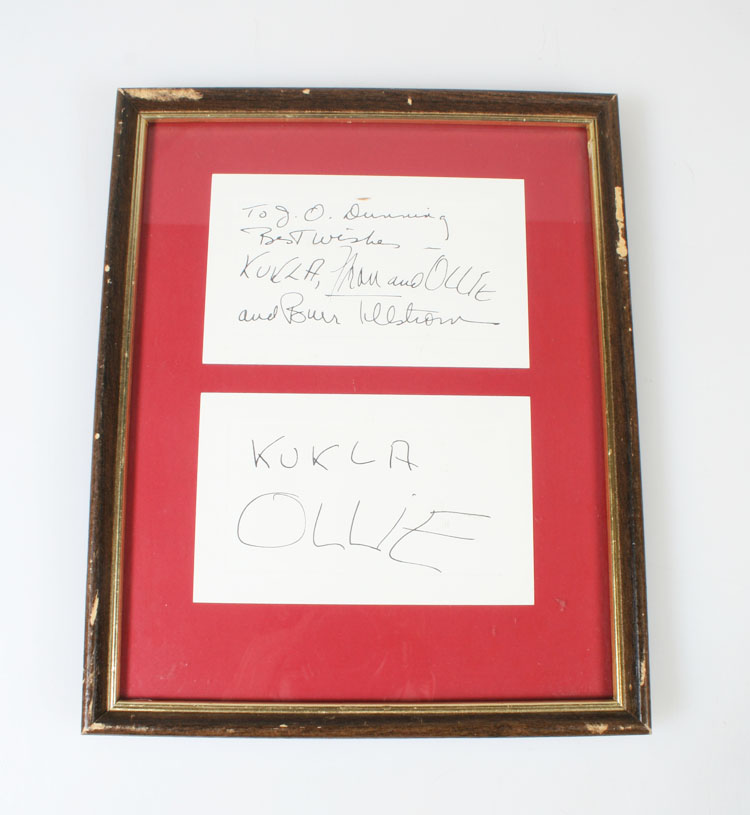 To J. O. Dunning
Best Wishes
KUKLA, Fran and OLLIE
and Burr Tillstrom
KUKLA
OLLIE